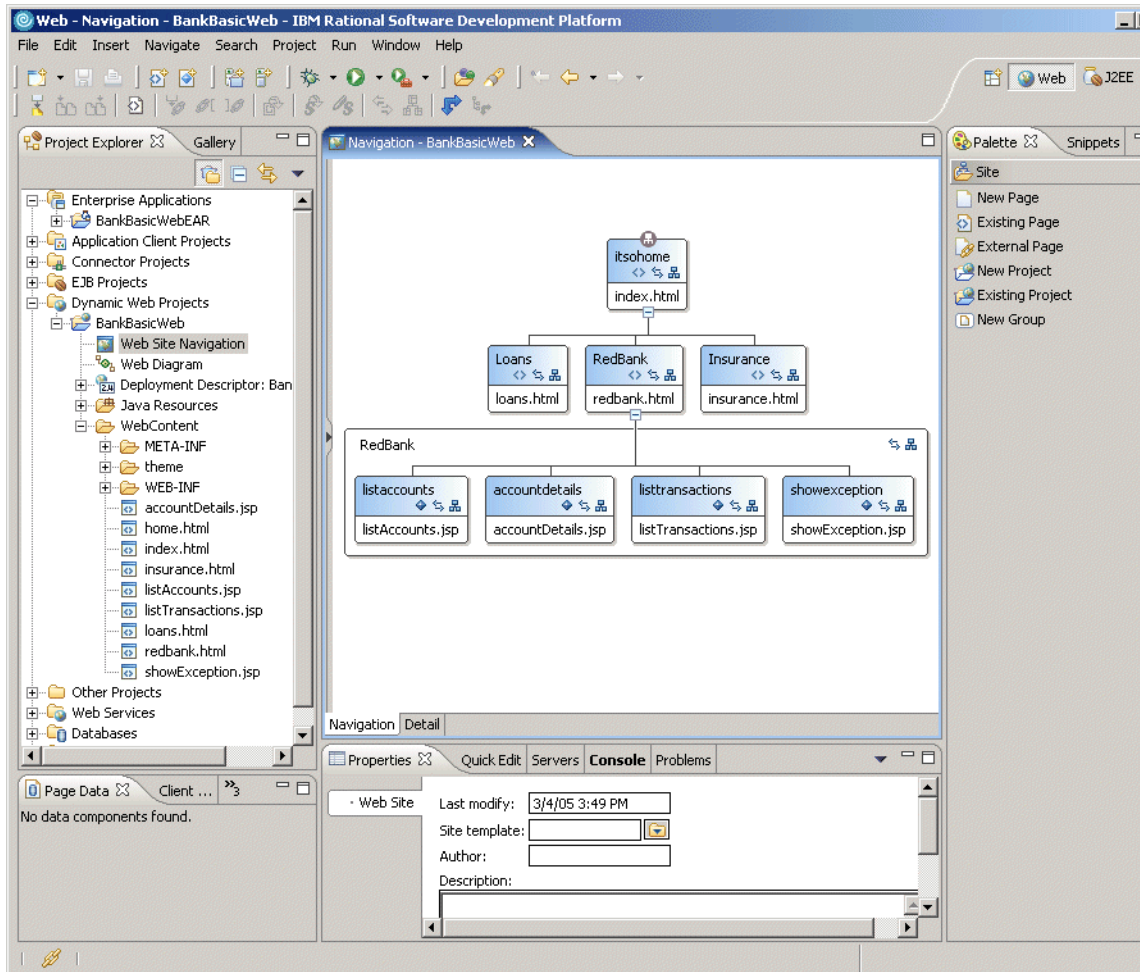 Web - Navigation - BankBasicWeb - IBM Rational Software Development Platform
File Edit Insert Navigate Search Project Run Window Help
Web J2EE
Project Explorer Gallery
Enterprise Applications
BankBasicWebEAR
Application Client Projects
Connector Projects
EJB Projects
Dynamic Web Projects
BankBasicWeb
Web Site Navigation
Web Diagram
Deployment Descriptor: Ban
Java Resources
WebContent
META-INF
theme
WEB-INF
accountDetails.jsp
home.html
index.html
insurance.html
listAccounts.jsp
listTransactions.jsp
loans.html
redbank.html
showException.jsp
Other Projects
Web Services
Databases
Navigation - BankBasicWeb
itsohome
index.html
Loans RedBank Insurance
loans.html redbank.html insurance.html
RedBank
listaccounts accountdetails listtransactions showexception
listAccounts.jsp accountDetails.jsp listTransactions.jsp showException.jsp
Navigation Detail
Palette Snippets
Site
New Page
Existing Page
External Page
New Project
Existing Project
New Group
Page Data Client ... »3
No data components found.
Properties Quick Edit Servers Console Problems
Web Site
Last modify: 3/4/05 3:49 PM
Site template:
Author:
Description: